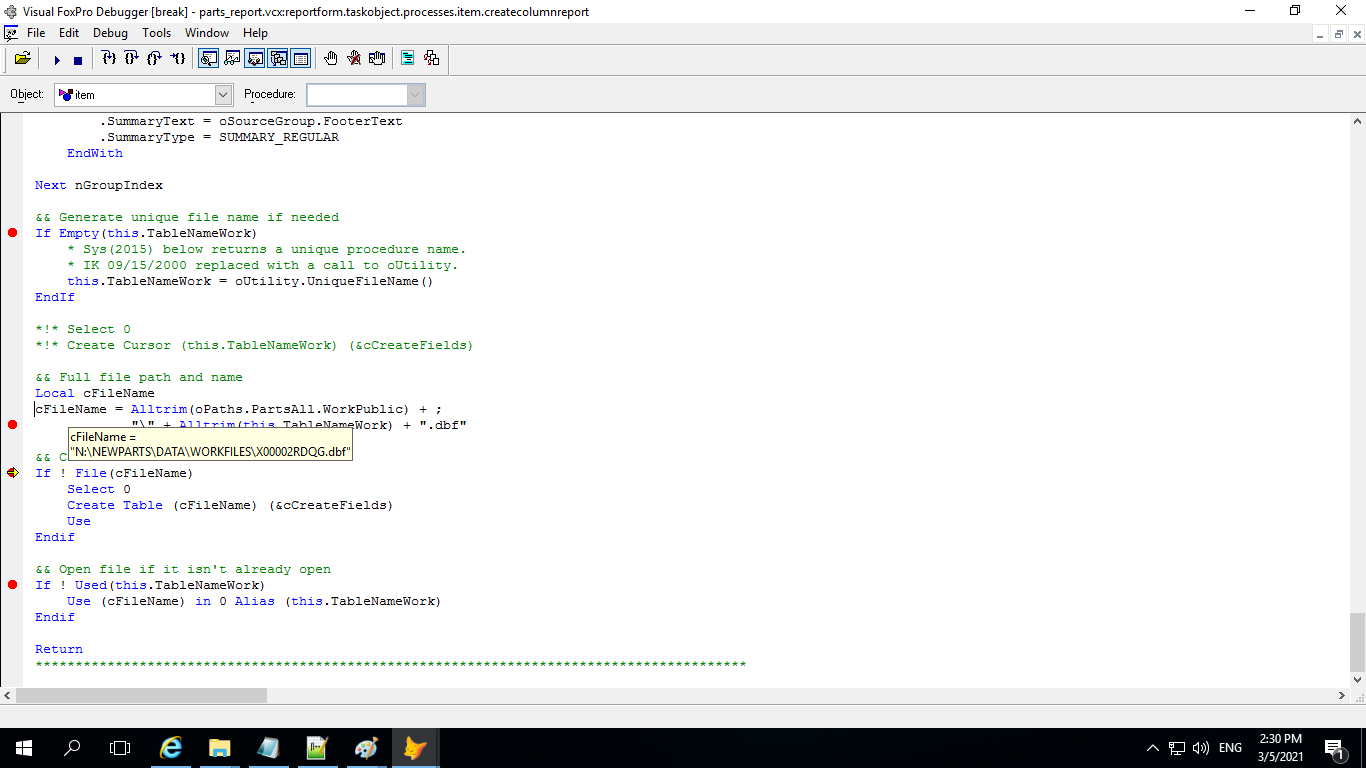 Visual FoxPro Debugger [break] - parts_report.vcx:reportform.taskobject.processes.item.createcolumnreport
File Edit Debug Tools Window Help
Object: item Procedure:
.SummaryText = oSourceGroup.FooterText
.SummaryType = SUMMARY_REGULAR
EndWith
Next nGroupIndex
&& Generate unique file name if needed
If Empty(this.TableNameWork)
* Sys(2015) below returns a unique procedure name.
* IK 09/15/2000 replaced with a call to oUtility.
this.TableNameWork = oUtility.UniqueFileName()
EndIf
*!* Select 0
*!* Create Cursor (this.TableNameWork) (&cCreateFields)
&& Full file path and name
Local cFileName
cFileName = Alltrim(oPaths.PartsAll.WorkPublic) + ;
"\" + Alltrim(this.TableNameWork) + ".dbf"
cFileName =
"N:\NEWPARTS\DATA\WORKFILES\X00002RDQG.dbf"
&& C
If ! File(cFileName)
Select 0
Create Table (cFileName) (&cCreateFields)
Use
Endif
&& Open file if it isn't already open
If ! Used(this.TableNameWork)
Use (cFileName) in 0 Alias (this.TableNameWork)
Endif
Return
*****************************************************************************************
ENG
2:30 PM
3/5/2021
1